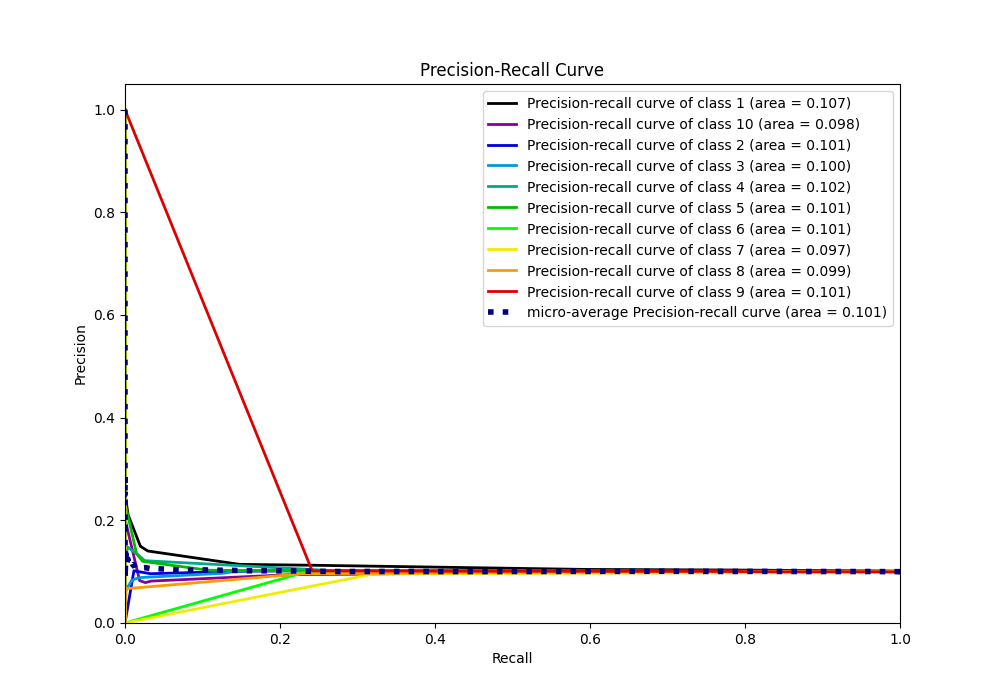 Precision-Recall Curve
Precision-recall curve of class 1 (area = 0.107)
Precision-recall curve of class 10 (area = 0.098)
Precision-recall curve of class 2 (area = 0.101)
Precision-recall curve of class 3 (area = 0.100)
Precision-recall curve of class 4 (area = 0.102)
Precision-recall curve of class 5 (area = 0.101)
Precision-recall curve of class 6 (area = 0.101)
Precision-recall curve of class 7 (area = 0.097)
Precision-recall curve of class 8 (area = 0.099)
Precision-recall curve of class 9 (area = 0.101)
micro-average Precision-recall curve (area = 0.101)
Precision
1.0
0.8
0.6
0.4
0.2
0.0
0.0 0.2 0.4 0.6 0.8 1.0
Recall